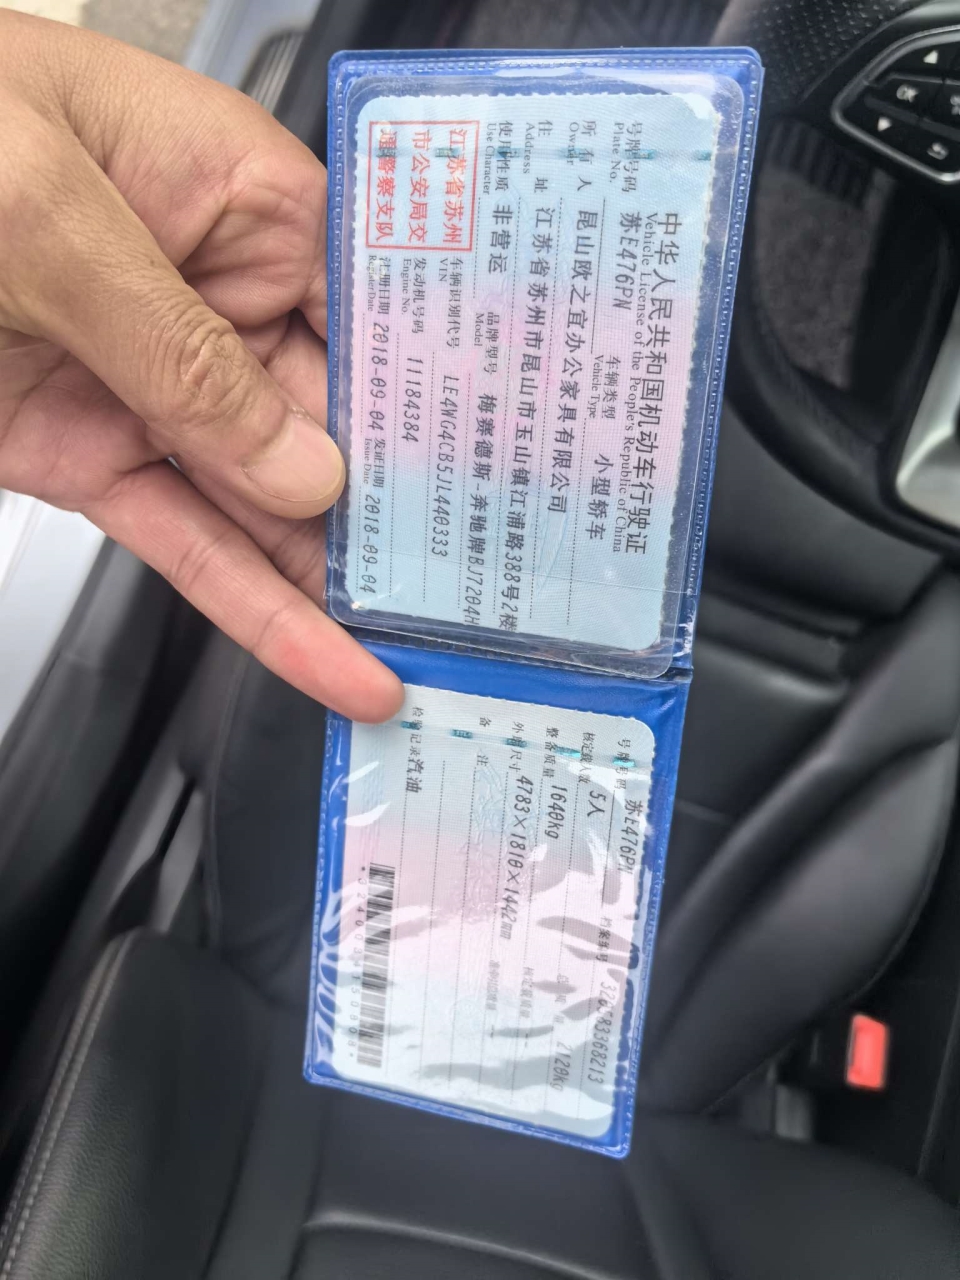 中华人民共和国机动车行驶证
Vehicle License of the People's Republic of China
号牌号码 苏E476PN 车辆类型 小型轿车
Plate No. Vehicle Type
所有人 昆山欧之宜办公家具有限公司
Owner
住址 江苏省苏州市昆山市玉山镇江浦路388号2楼
Address
使用性质 非营运 品牌型号 梅赛德斯-奔驰牌BJ7204H
Use Character Model
江苏省苏州
市公安局交
通警察支队
车辆识别代号 LE4WG4CB5J1440333
VIN
发动机号码 11184384
Engine No.
注册日期 2018-09-04 发证日期 2018-09-04
Register Date Issue Date
号牌号码 苏E476PN 档案编号
核定载人数 5人 总质量 2120kg
整备质量 1640kg 核定载质量 --
外廓尺寸 4783×1810×1442mm
备注
检验记录 汽油
OK